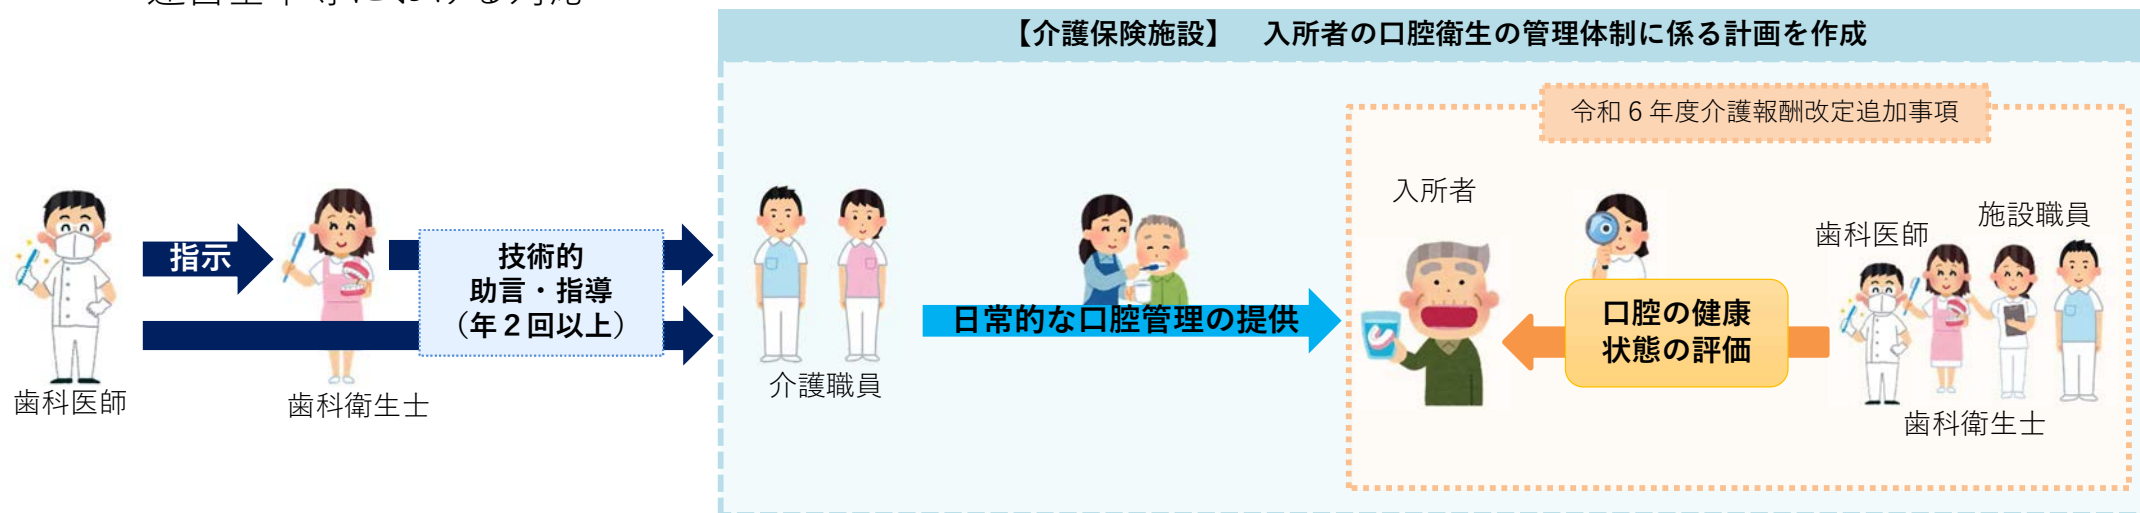 【介護保険施設】 入所者の口腔衛生の管理体制に係る計画を作成
令和6年度介護報酬改定追加事項
指示
技術的
助言・指導
（年２回以上）
歯科医師
歯科衛生士
介護職員
日常的な口腔管理の提供
入所者
口腔の健康
状態の評価
歯科医師
施設職員
歯科衛生士